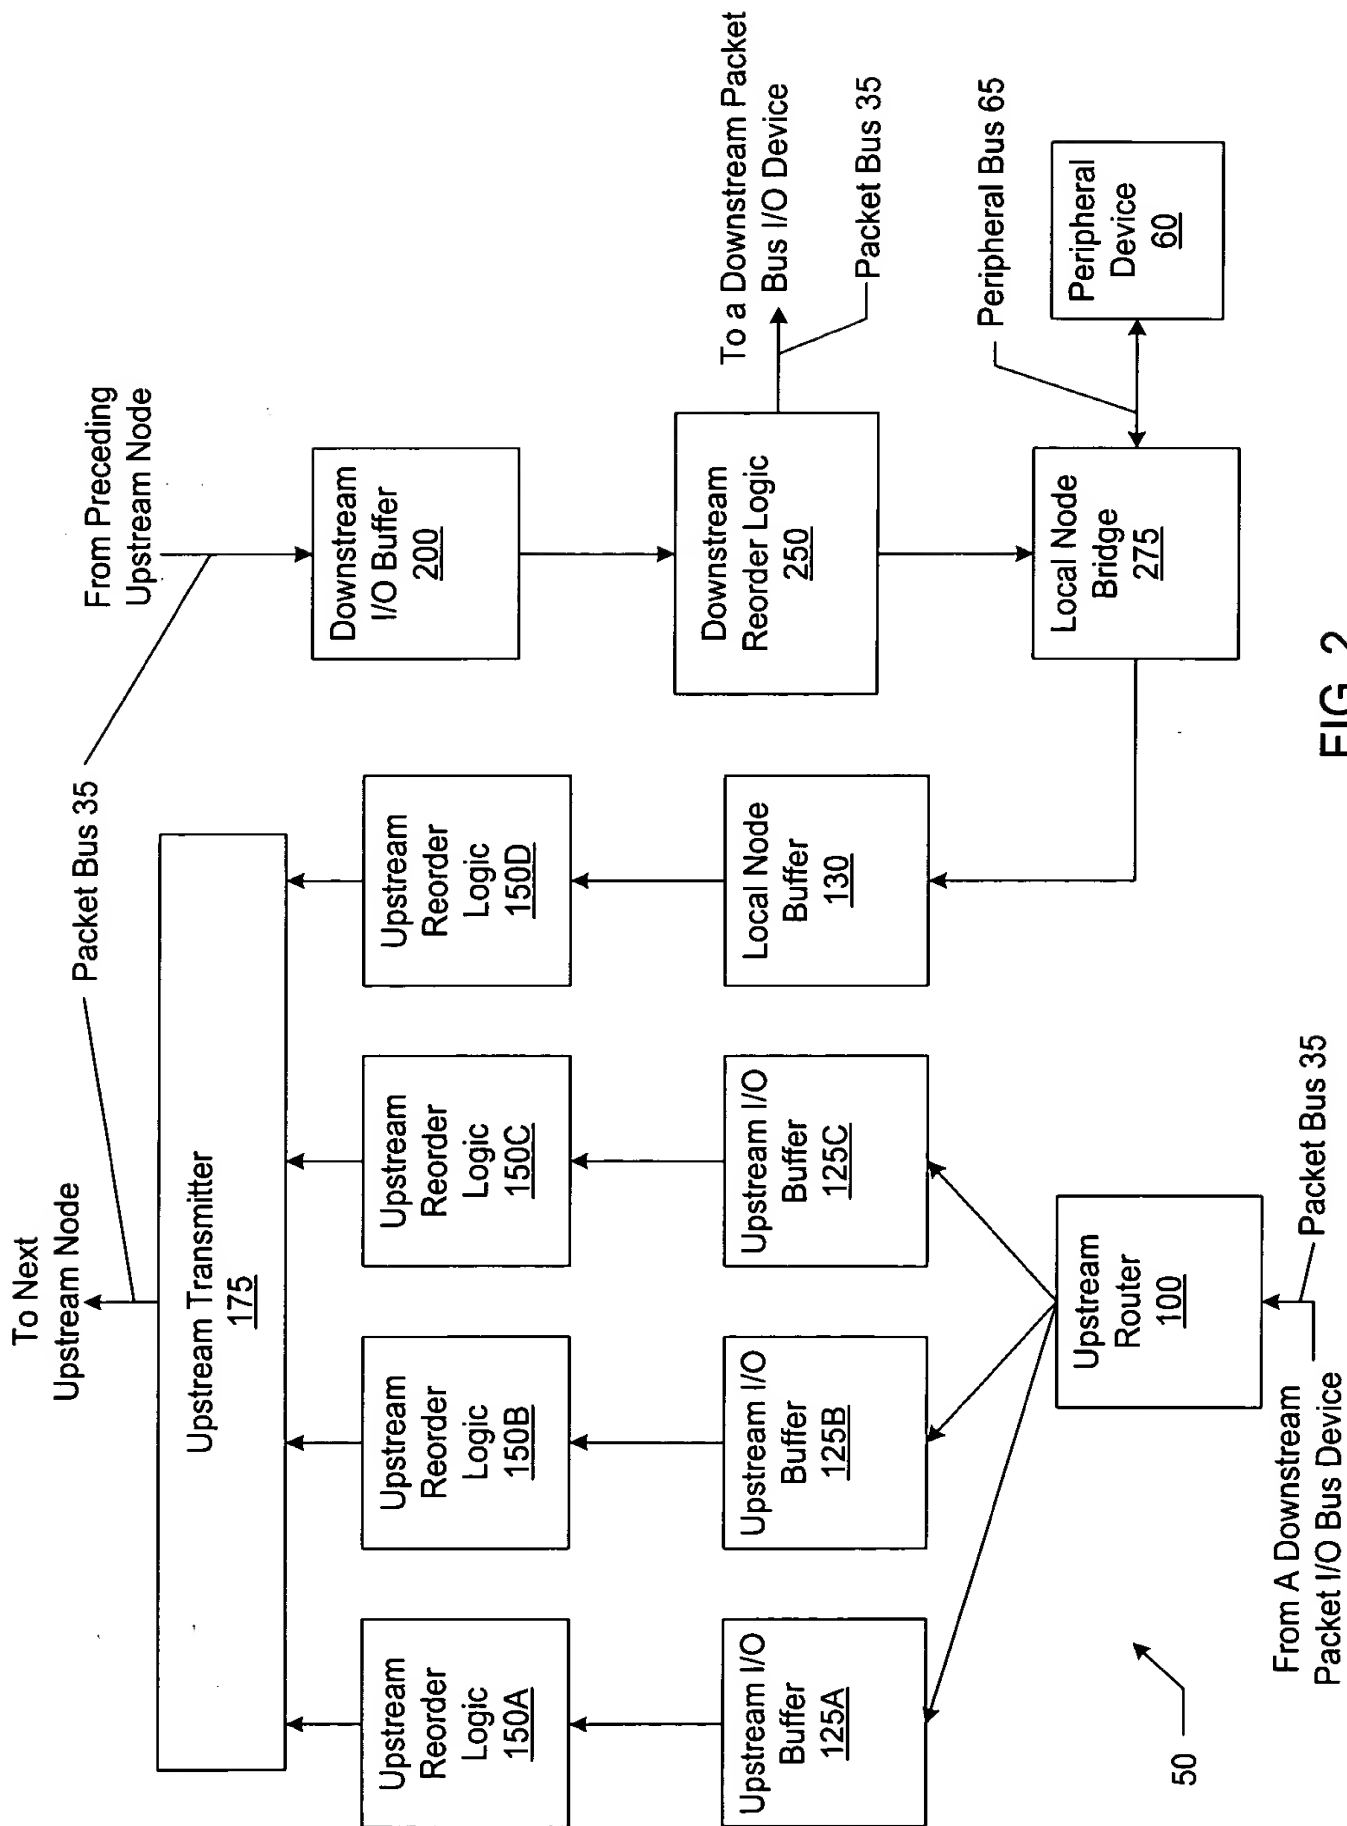 To Next
Upstream Node
Packet Bus 35
From Preceding
Upstream Node
Upstream Transmitter
175
Upstream
Reorder
Logic
150A
Upstream
Reorder
Logic
150B
Upstream
Reorder
Logic
150C
Upstream
Reorder
Logic
150D
Downstream
I/O Buffer
200
Upstream I/O
Buffer
125A
Upstream I/O
Buffer
125B
Upstream I/O
Buffer
125C
Local Node
Buffer
130
Downstream
Reorder Logic
250
To a Downstream Packet
Bus I/O Device
Packet Bus 35
Peripheral Bus 65
Upstream
Router
100
Local Node
Bridge
275
Peripheral
Device
60
50
From A Downstream
Packet I/O Bus Device
Packet Bus 35
FIG. 2